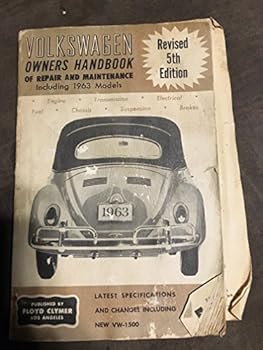 VOLKSWAGEN
OWNERS HANDBOOK
OF REPAIR AND MAINTENANCE
Including 1963 Models
Revised
5th
Edition
• Engine • Transmission • Electrical •
Fuel • Chassis • Suspension • Brakes
1963
PUBLISHED BY
FLOYD CLYMER
LOS ANGELES
LATEST SPECIFICATIONS
AND CHANGES INCLUDING
NEW VW-1500